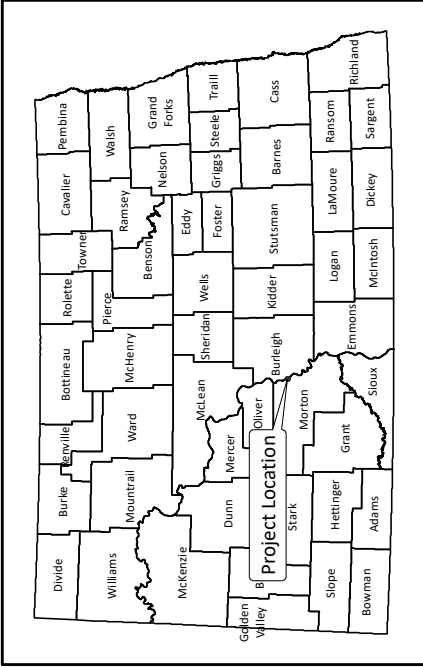 Divide
Burke
Renville
Bottineau
Rolette
Towner
Cavalier
Pembina
Williams
Mountrail
Ward
McHenry
Pierce
Benson
Ramsey
Walsh
Nelson
Grand
Forks
McKenzie
McLean
Sheridan
Wells
Eddy
Foster
Griggs
Steele
Traill
Dunn
Mercer
Oliver
Golden
Valley
B
Project Location
Stark
Morton
Burleigh
Kidder
Stutsman
Barnes
Cass
Slope
Hettinger
Grant
Sioux
Emmons
Logan
LaMoure
Ransom
Richland
Bowman
Adams
McIntosh
Dickey
Sargent